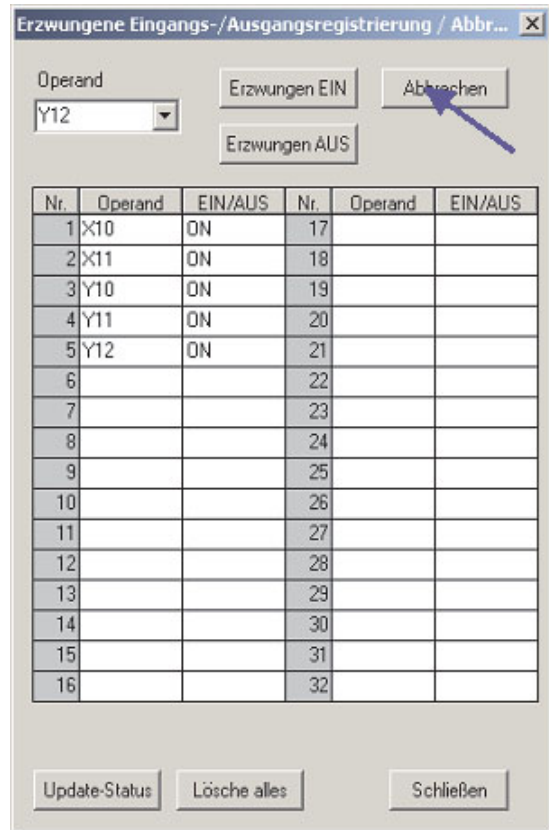 Erzwungene Eingangs-/Ausgangsregistrierung / Abbr...
Operand
Y12
Erzwungen EIN
Abbrechen
Erzwungen AUS
Nr. Operand EIN/AUS Nr. Operand EIN/AUS
1 X10 ON 17
2 X11 ON 18
3 Y10 ON 19
4 Y11 ON 20
5 Y12 ON 21
6 22
7 23
8 24
9 25
10 26
11 27
12 28
13 29
14 30
15 31
16 32
Update-Status Lösche alles Schließen